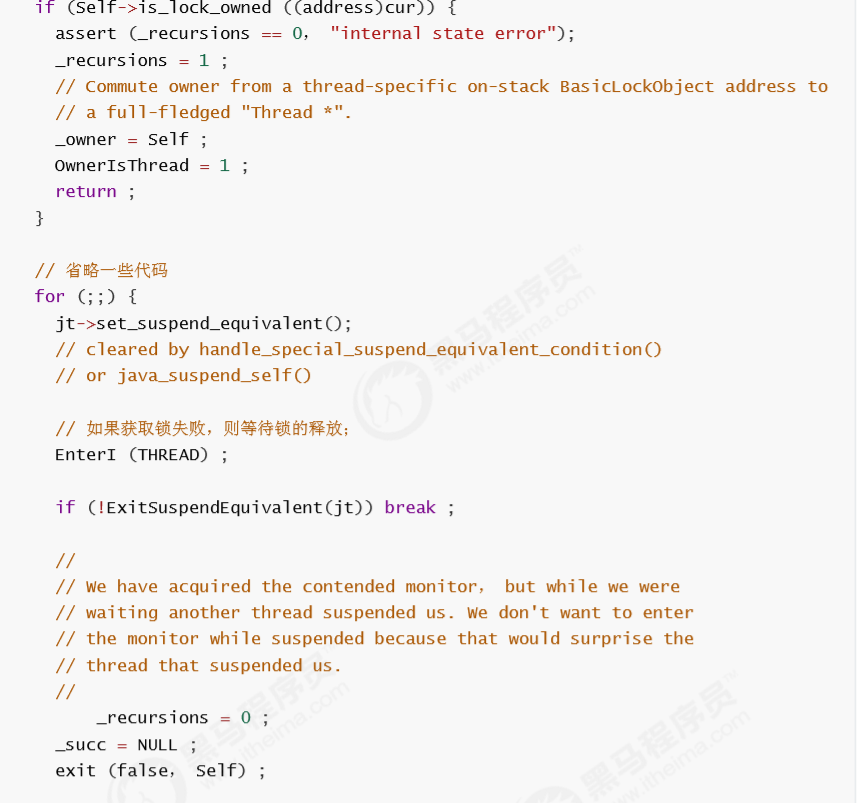 if (Self->is_lock_owned ((address)cur)) {
assert (_recursions == 0, "internal state error");
_recursions = 1 ;
// Commute owner from a thread-specific on-stack BasicLockObject address to
// a full-fledged "Thread *".
_owner = Self ;
OwnerIsThread = 1 ;
return ;
}
// 省略一些代码
for (;;) {
jt->set_suspend_equivalent();
// cleared by handle_special_suspend_equivalent_condition()
// or java_suspend_self()
// 如果获取锁失败，则等待锁的释放；
EnterI (THREAD) ;
if (!ExitSuspendEquivalent(jt)) break ;
//
// We have acquired the contended monitor, but while we were
// waiting another thread suspended us. We don't want to enter
// the monitor while suspended because that would surprise the
// thread that suspended us.
//
_recursions = 0 ;
_succ = NULL ;
exit (false, Self) ;
黑马程序员™
www.itheima.com
黑马程序员™
www.itheima.com
黑马程序员™
www.itheima.com